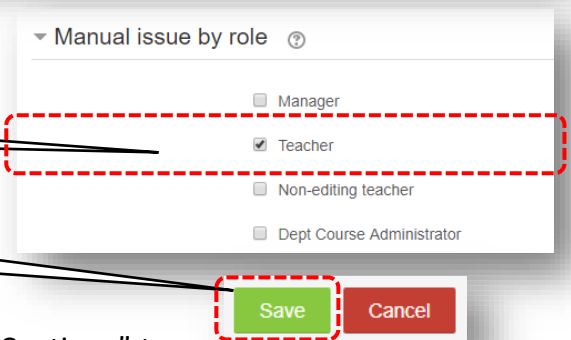 Manual issue by role
Manager
Teacher
Non-editing teacher
Dept Course Administrator
Save Cancel